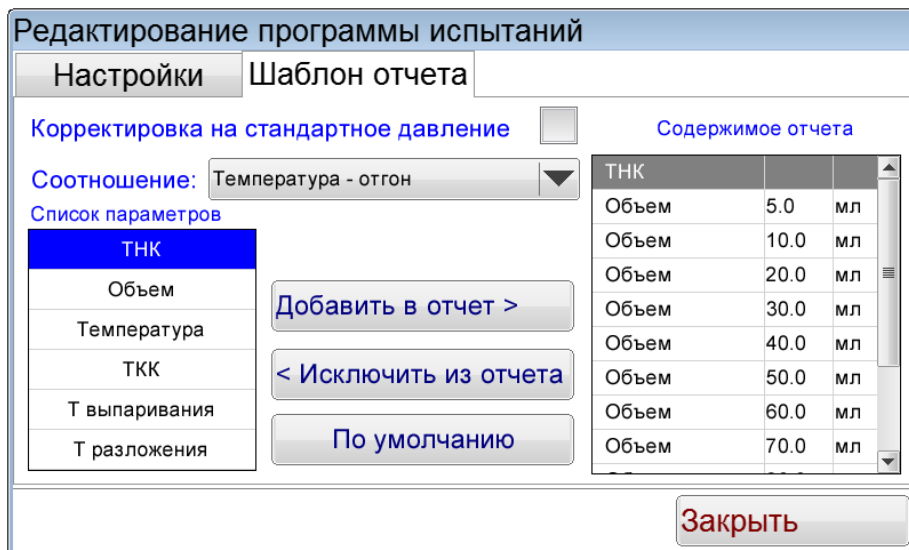 Редактирование программы испытаний
Настройки
Шаблон отчета
Корректировка на стандартное давление
Соотношение: Температура - отгон
Список параметров
ТНК
Объем
Температура
ТКК
Т выпаривания
Т разложения
Добавить в отчет >
< Исключить из отчета
По умолчанию
Содержимое отчета
ТНК
Объем 5.0 мл
Объем 10.0 мл
Объем 20.0 мл
Объем 30.0 мл
Объем 40.0 мл
Объем 50.0 мл
Объем 60.0 мл
Объем 70.0 мл
Закрыть